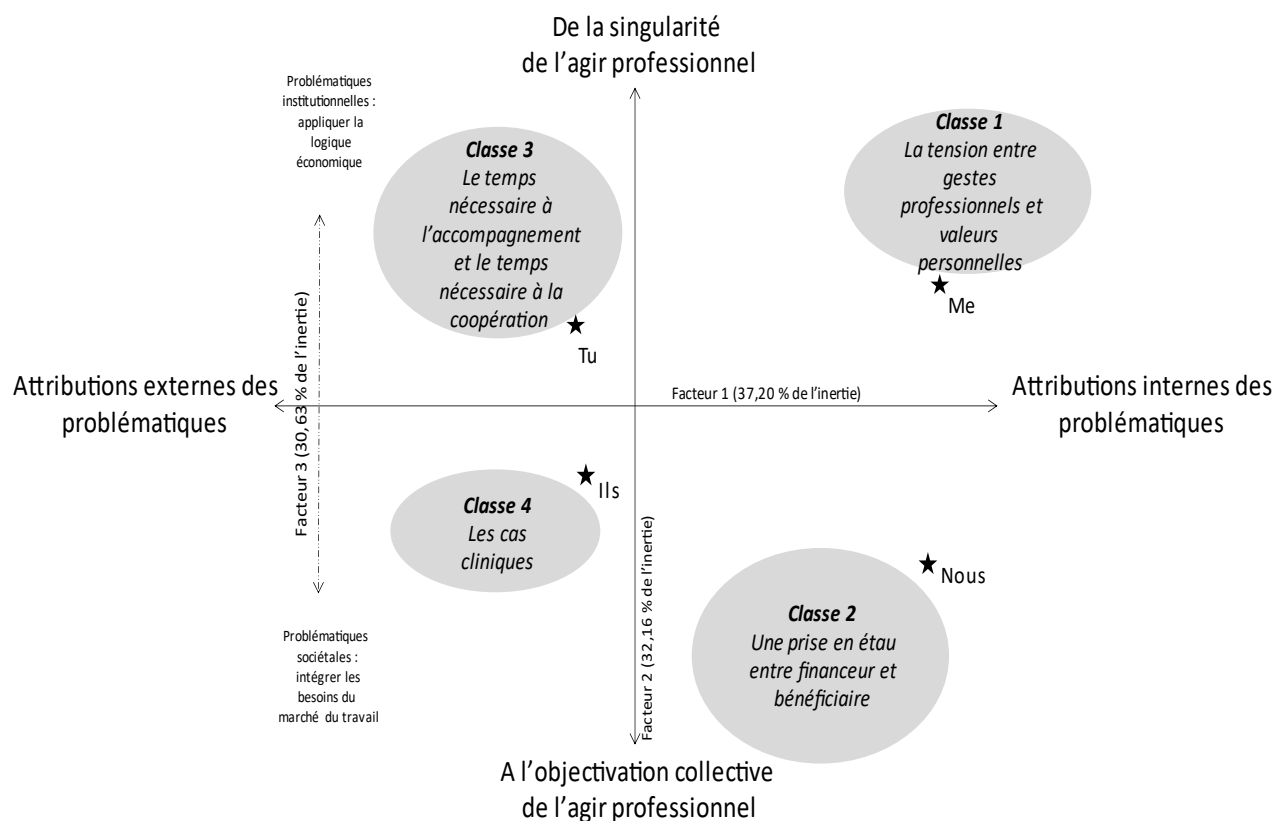 De la singularité
de l’agir professionnel
Problématiques
institutionnelles :
appliquer la
logique
économique
Classe 3
Le temps
nécessaire à
l’accompagnement
et le temps
nécessaire à la
coopération
Classe 1
La tension entre
gestes
professionnels et
valeurs
personnelles
Me
Tu
Attributions externes des
problématiques
Facteur 3 (30,63 % de l’inertie)
Facteur 1 (37,20 % de l’inertie)
Attributions internes des
problématiques
Ils
Classe 4
Les cas
cliniques
Nous
Facteur 2 (32,16 % de l’inertie)
Classe 2
Une prise en étau
entre financeur et
bénéficiaire
Problématiques
sociétales :
intégrer les
besoins du
marché du travail
A l’objectivation collective
de l’agir professionnel